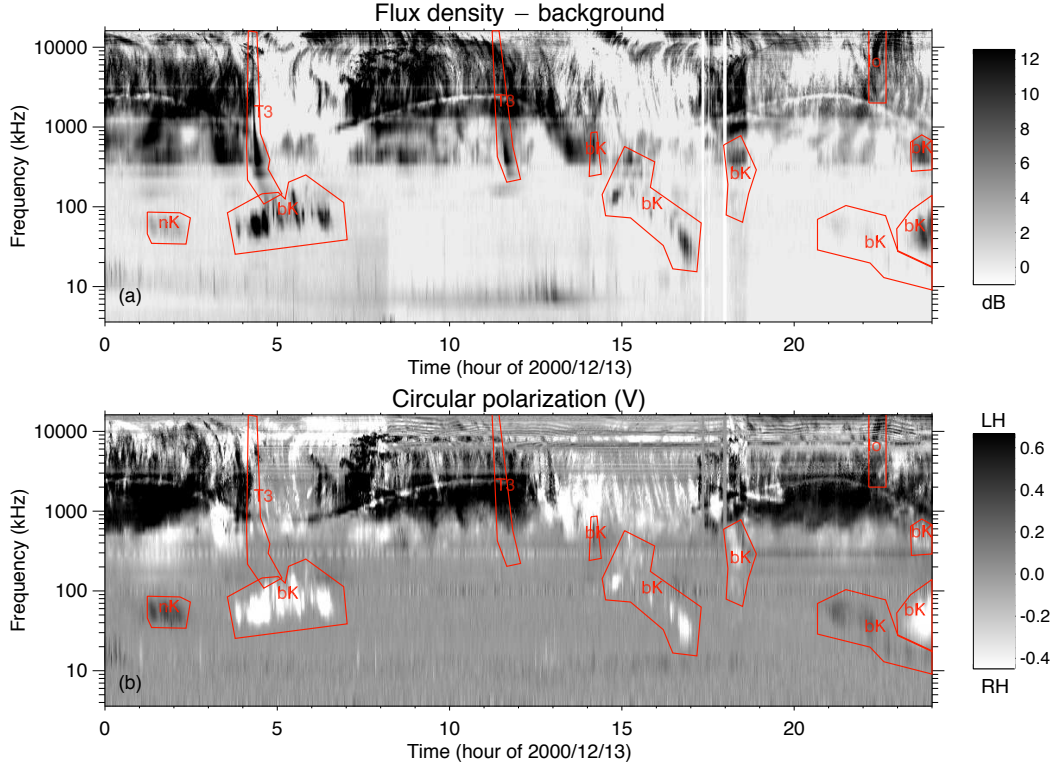 Flux density – background
Frequency (kHz)
10000
1000
100
10
T3
T3
nK
bK
bK
bK
bK
bK
bK
bK
(a)
0
5
10
15
20
Time (hour of 2000/12/13)
12
10
8
6
4
2
0
dB
Circular polarization (V)
Frequency (kHz)
10000
1000
100
10
T3
T3
nK
bK
bK
bK
bK
bK
bK
bK
(b)
0
5
10
15
20
Time (hour of 2000/12/13)
LH
0.6
0.4
0.2
0.0
-0.2
-0.4
RH